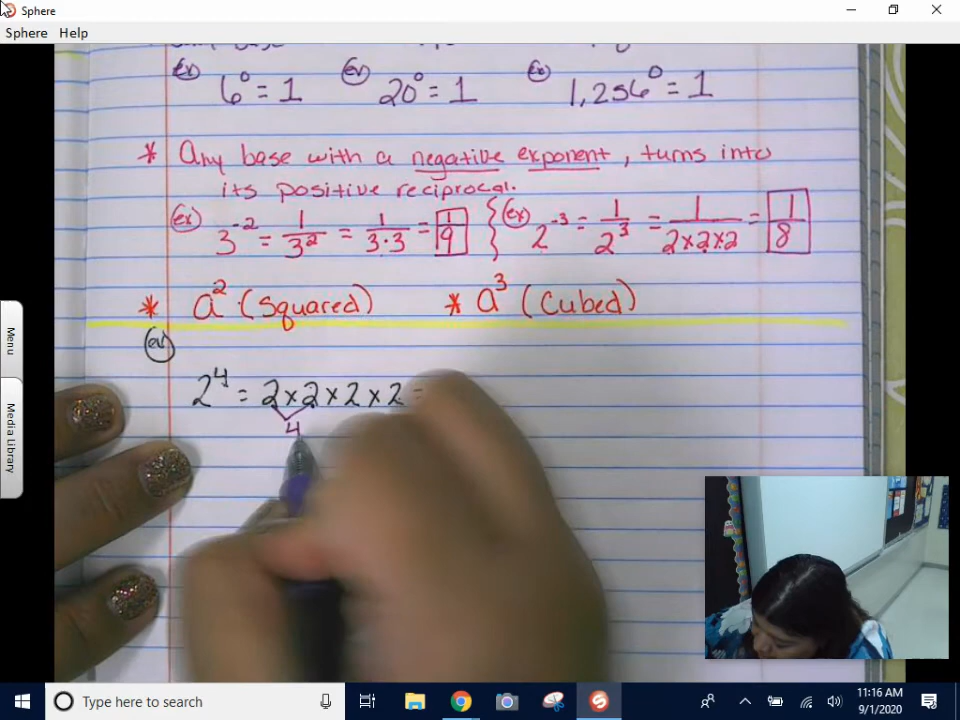 Sphere
Sphere Help
Ex 6⁰ = 1 Ex 20⁰ = 1 Ex 1,256⁰ = 1
* Any base with a negative exponent, turns into
its positive reciprocal.
Ex 3⁻² = 1/3² = 1/3·3 = 1/9 { Ex 2⁻³ = 1/2³ = 1/2×2×2 = 1/8
* a² (Squared) * a³ (Cubed)
Ex
2⁴ = 2 × 2 × 2 × 2 =
4
Menu
Media Library
Type here to search
11:16 AM
9/1/2020